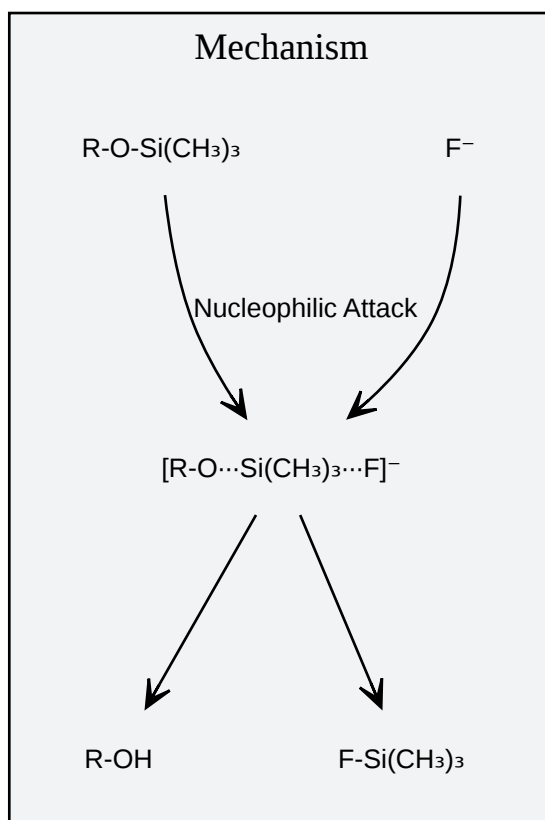 Mechanism
R-O-Si(CH₃)₃
F⁻
Nucleophilic Attack
[R-O···Si(CH₃)₃···F]⁻
R-OH
F-Si(CH₃)₃